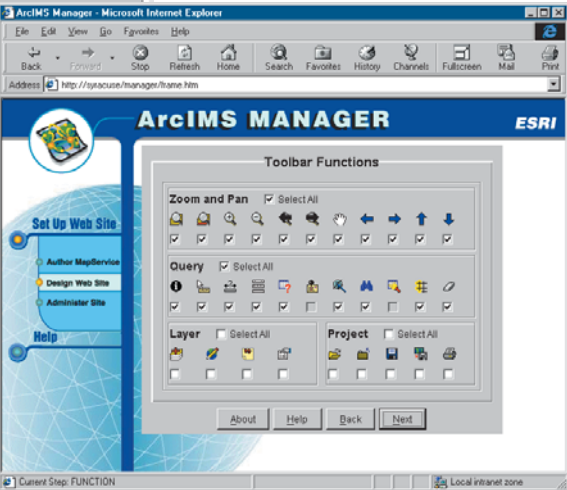 ArcIMS Manager - Microsoft Internet Explorer
File Edit View Go Favorites Help
Back Forward Stop Refresh Home Search Favorites History Channels Fullscreen Mail Print
Address http://syracuse/manager/frame.htm
ArcIMS MANAGER
ESRI
Toolbar Functions
Zoom and Pan Select All
Set Up Web Site
Author MapService
Design Web Site
Administer Site
Help
Query Select All
Layer Select All
Project Select All
About Help Back Next
Current Step: FUNCTION
Local intranet zone